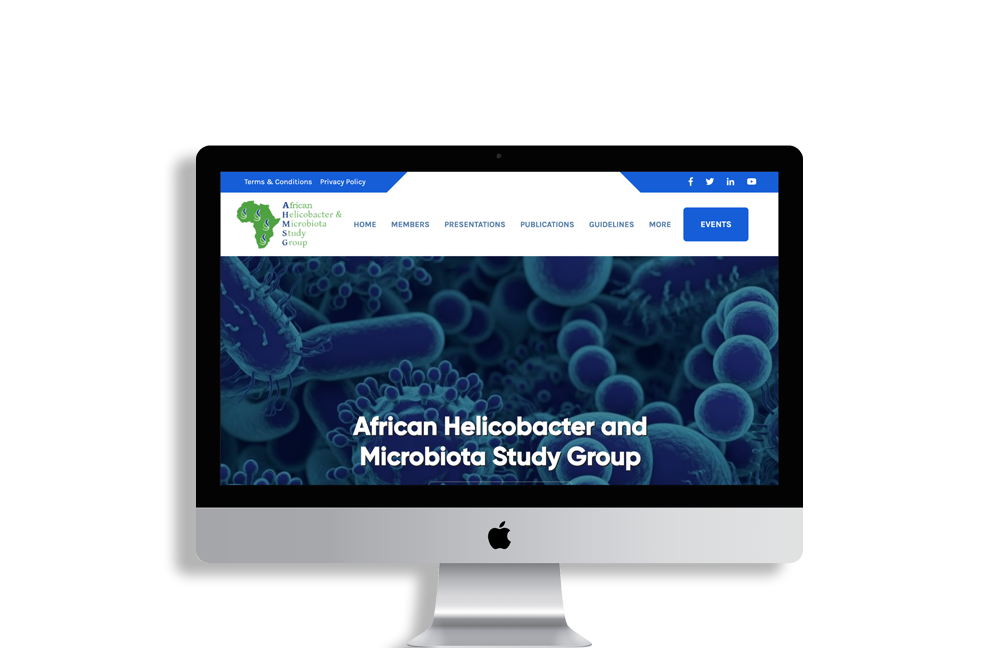 Terms & Conditions Privacy Policy
African
Helicobacter &
Microbiota
Study
Group
HOME MEMBERS PRESENTATIONS PUBLICATIONS GUIDELINES MORE EVENTS
African Helicobacter and
Microbiota Study Group